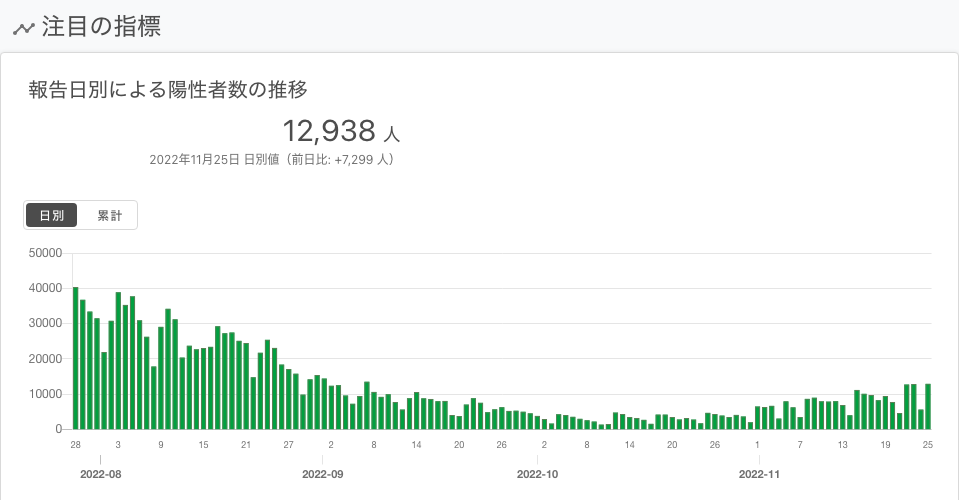 注目の指標
報告日別による陽性者数の推移
12,938 人
2022年11月25日 日別値（前日比: +7,299 人）
日別 累計
50000
40000
30000
20000
10000
0
28 3 9 15 21 27 2 8 14 20 26 2 8 14 20 26 1 7 13 19 25
2022-08 2022-09 2022-10 2022-11